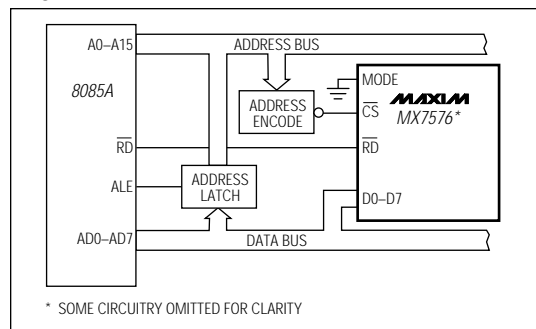 A0–A15
ADDRESS BUS
8085A
MODE
ADDRESS
ENCODE
MAXIM
CS
MX7576*
RD
RD
ALE
ADDRESS
LATCH
D0–D7
AD0–AD7
DATA BUS
* SOME CIRCUITRY OMITTED FOR CLARITY